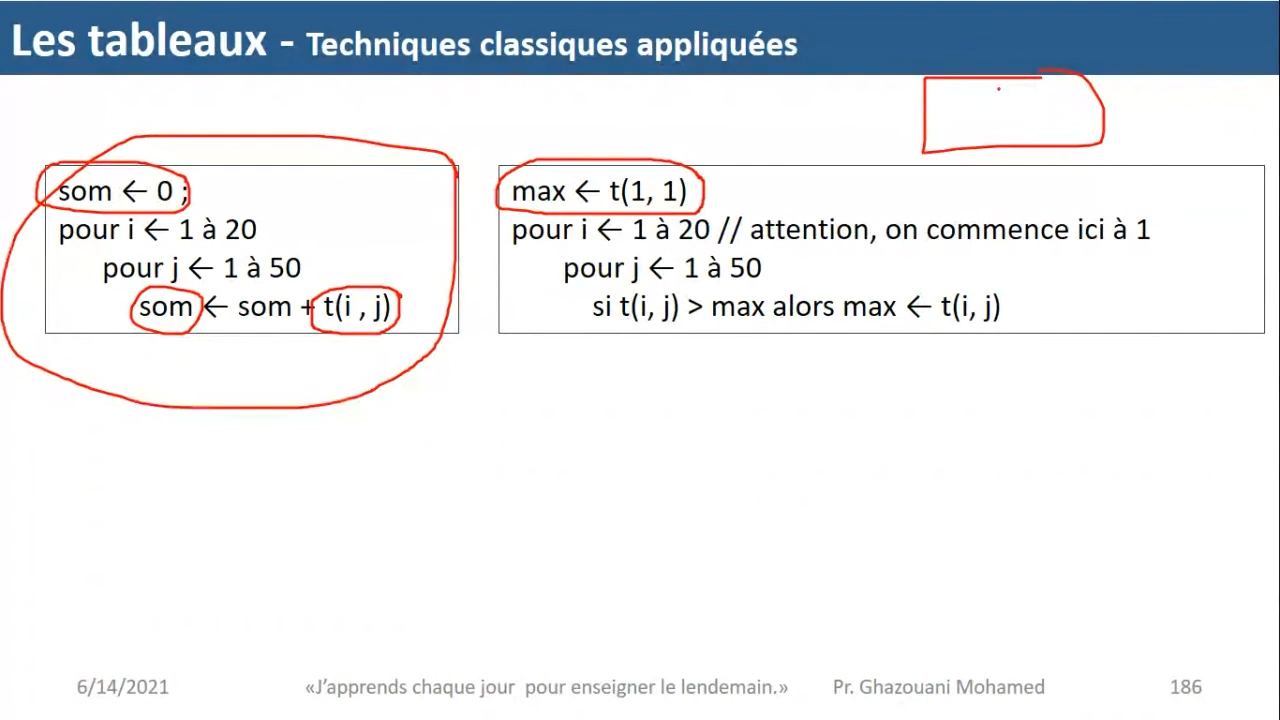 Les tableaux - Techniques classiques appliquées
som ← 0 ;
pour i ← 1 à 20
pour j ← 1 à 50
som ← som + t(i , j)
max ← t(1, 1)
pour i ← 1 à 20 // attention, on commence ici à 1
pour j ← 1 à 50
si t(i, j) > max alors max ← t(i, j)
6/14/2021 «J’apprends chaque jour pour enseigner le lendemain.» Pr. Ghazouani Mohamed 186